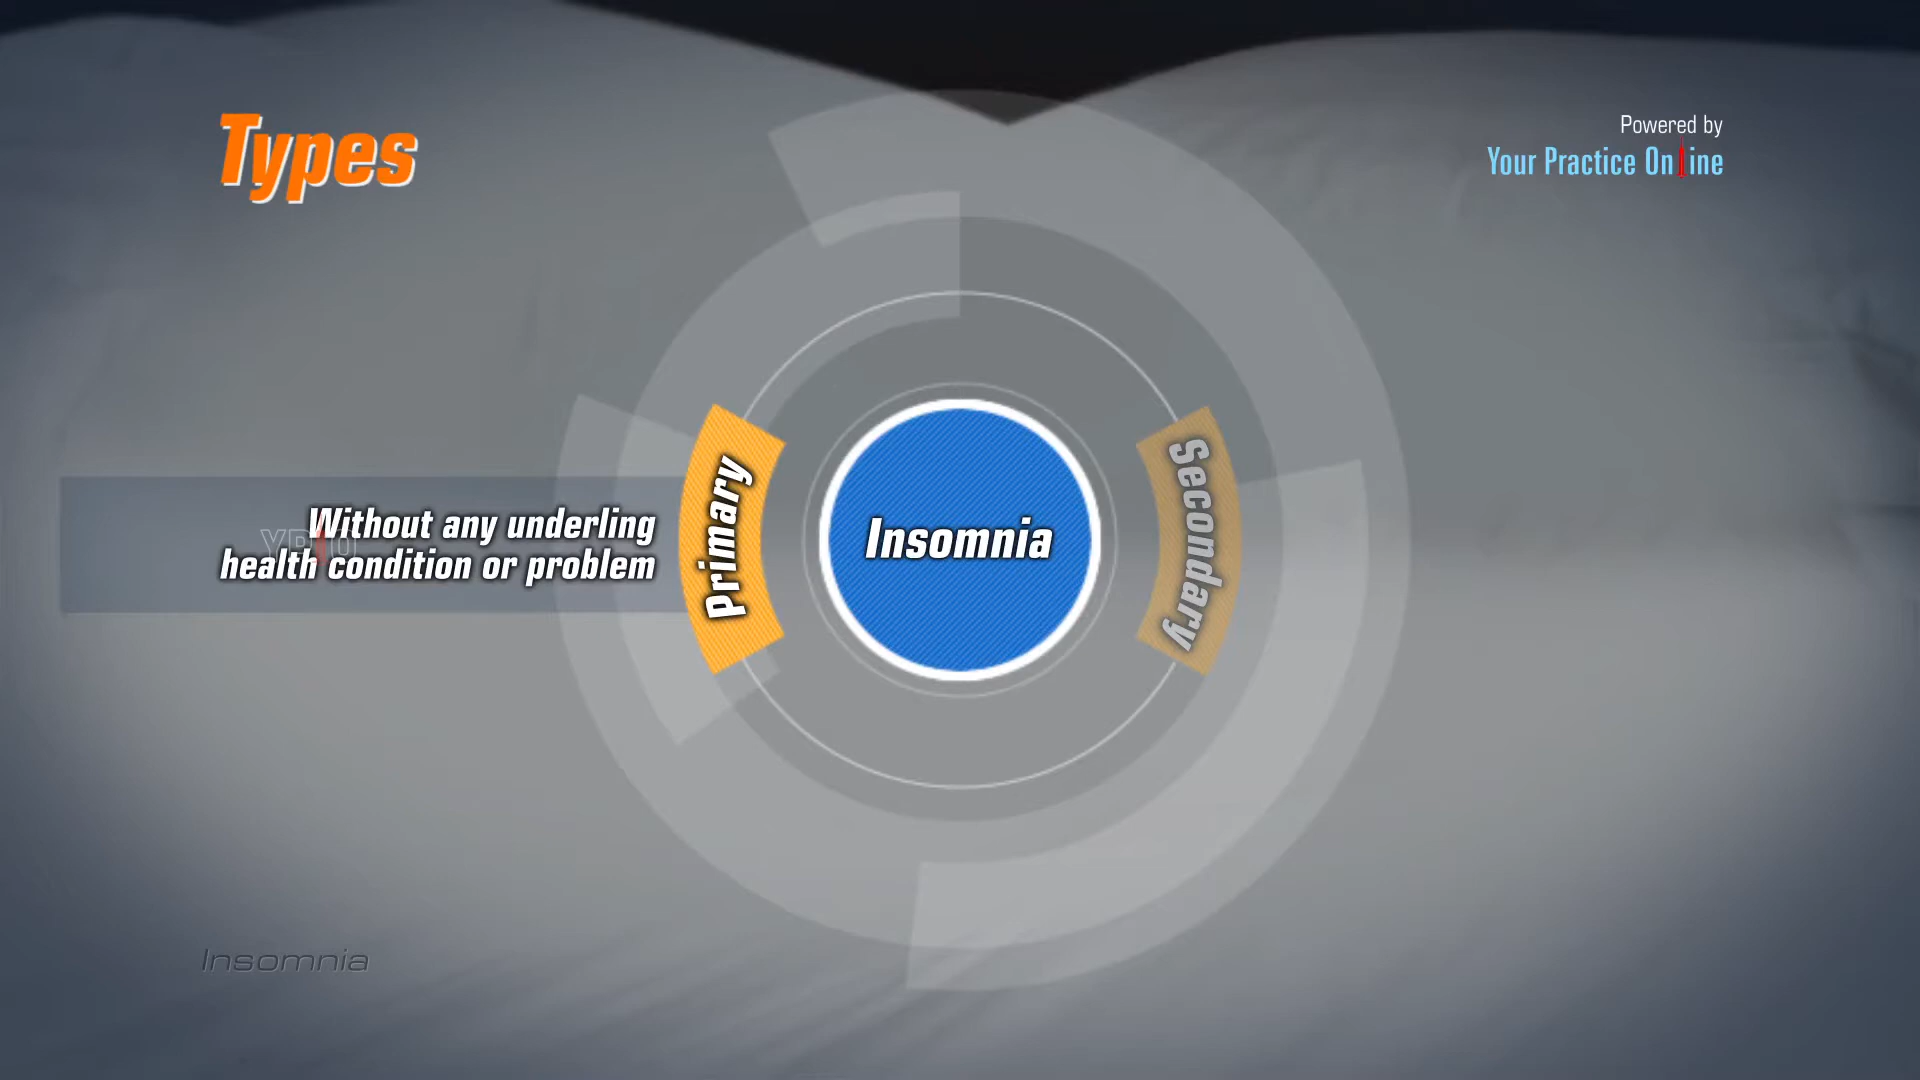 Types
Powered by
Your Practice Online
Without any underling
health condition or problem
Primary
Insomnia
Secondary
Insomnia